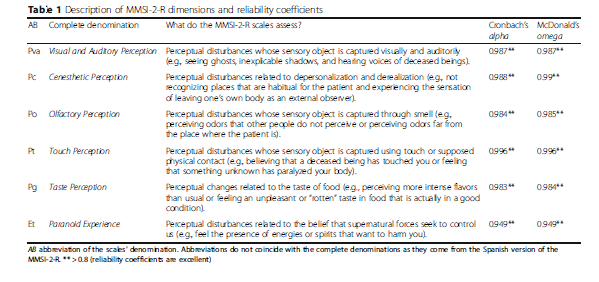 Table 1 Description of MMSI-2-R dimensions and reliability coefficients
AB Complete denomination What do the MMSI-2-R scales assess? Cronbach's McDonald's
alpha omega
Pva Visual and Auditory Perception Perceptual disturbances whose sensory object is captured visually and auditorily 0.987** 0.987**
(e.g., seeing ghosts, inexplicable shadows, and hearing voices of deceased beings).
Pc Cenesthetic Perception Perceptual disturbances related to depersonalization and derealization (e.g., not 0.988** 0.99**
recognizing places that are habitual for the patient and experiencing the sensation
of leaving one's own body as an external observer).
Po Olfactory Perception Perceptual disturbances whose sensory object is captured through smell (e.g., 0.984** 0.985**
perceiving odors that other people do not perceive or perceiving odors far from
the place where the patient is).
Pt Touch Perception Perceptual disturbances whose sensory object is captured using touch or supposed 0.996** 0.996**
physical contact (e.g., believing that a deceased being has touched you or feeling
that something unknown has paralyzed your body).
Pg Taste Perception Perceptual changes related to the taste of food (e.g., perceiving more intense flavors 0.983** 0.984**
than usual or feeling an unpleasant or "rotten" taste in food that is actually in a good
condition).
Et Paranoid Experience Perceptual disturbances related to the belief that supernatural forces seek to control 0.949** 0.949**
us (e.g., feel the presence of energies or spirits that want to harm you).
AB abbreviation of the scales' denomination. Abbreviations do not coincide with the complete denominations as they come from the Spanish version of the
MMSI-2-R. ** > 0.8 (reliability coefficients are excellent)